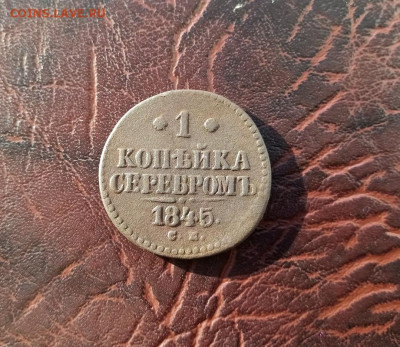 COINS.LAVE.RU
1
КОПѢЙКА
СЕРЕБРОМЪ
1845.
С. М.